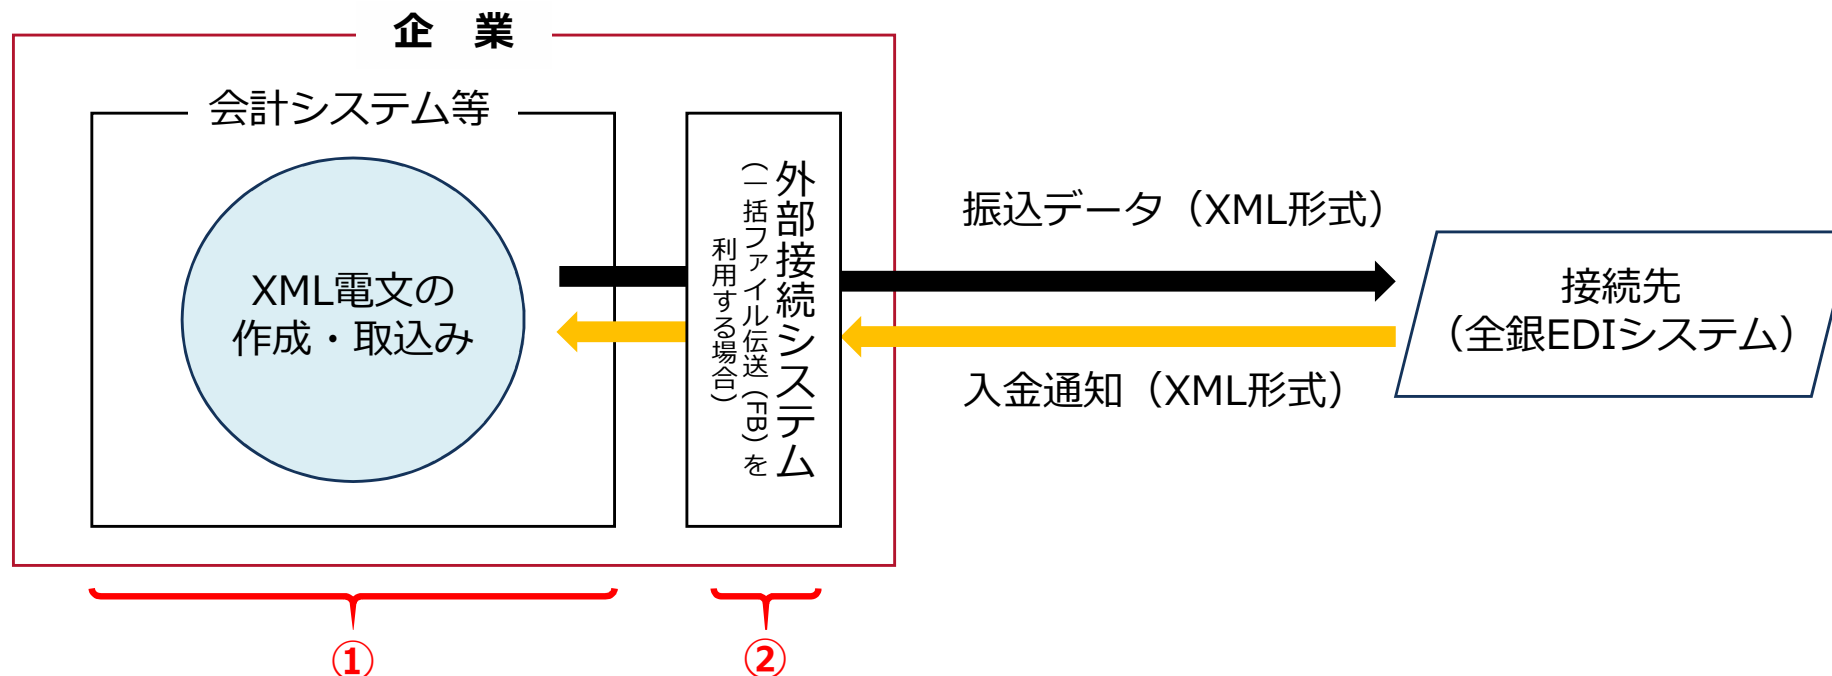 企　業
会計システム等
XML電文の
作成・取込み
外部接続システム
（一括ファイル伝送（FB）を
利用する場合）
振込データ（XML形式）
入金通知（XML形式）
接続先
（全銀EDIシステム）
①
②